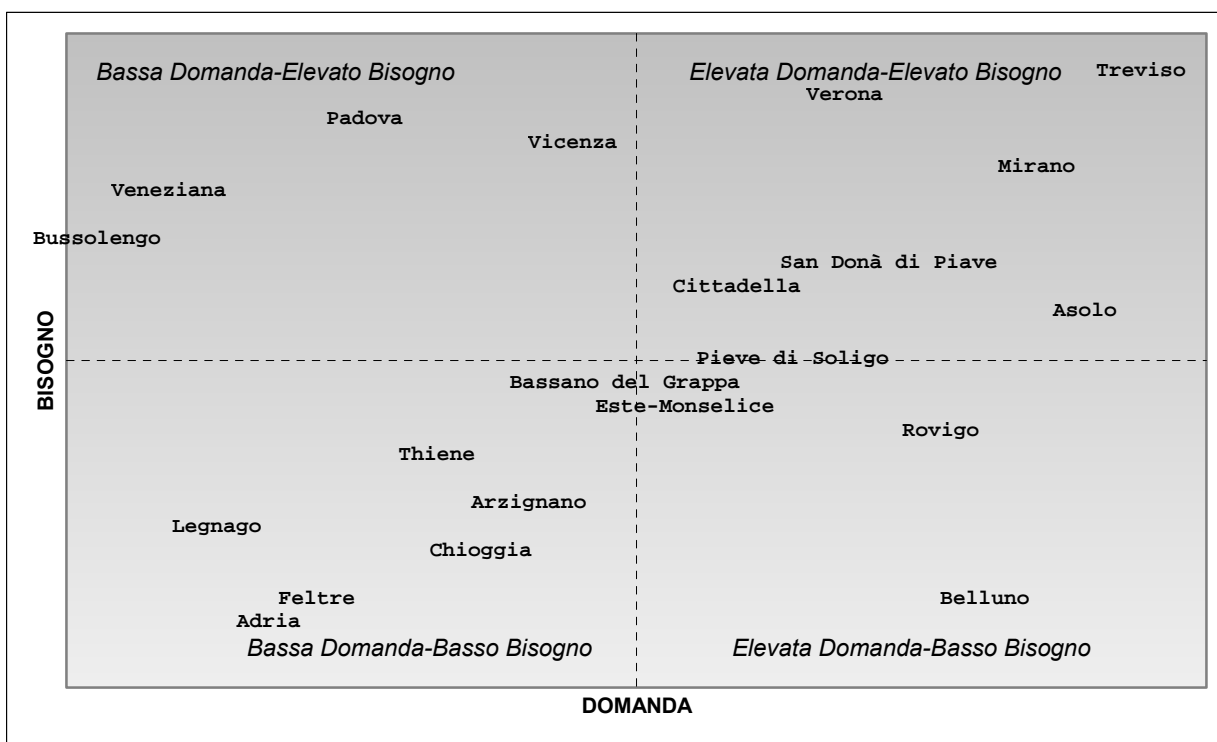 Bassa Domanda-Elevato Bisogno
Elevata Domanda-Elevato Bisogno
Treviso
Verona
Padova
Vicenza
Mirano
Veneziana
Bussolengo
San Donà di Piave
Cittadella
Asolo
Pieve di Soligo
BISOGNO
Bassano del Grappa
Este-Monselice
Rovigo
Thiene
Arzignano
Legnago
Chioggia
Feltre
Belluno
Adria
Bassa Domanda-Basso Bisogno
Elevata Domanda-Basso Bisogno
DOMANDA